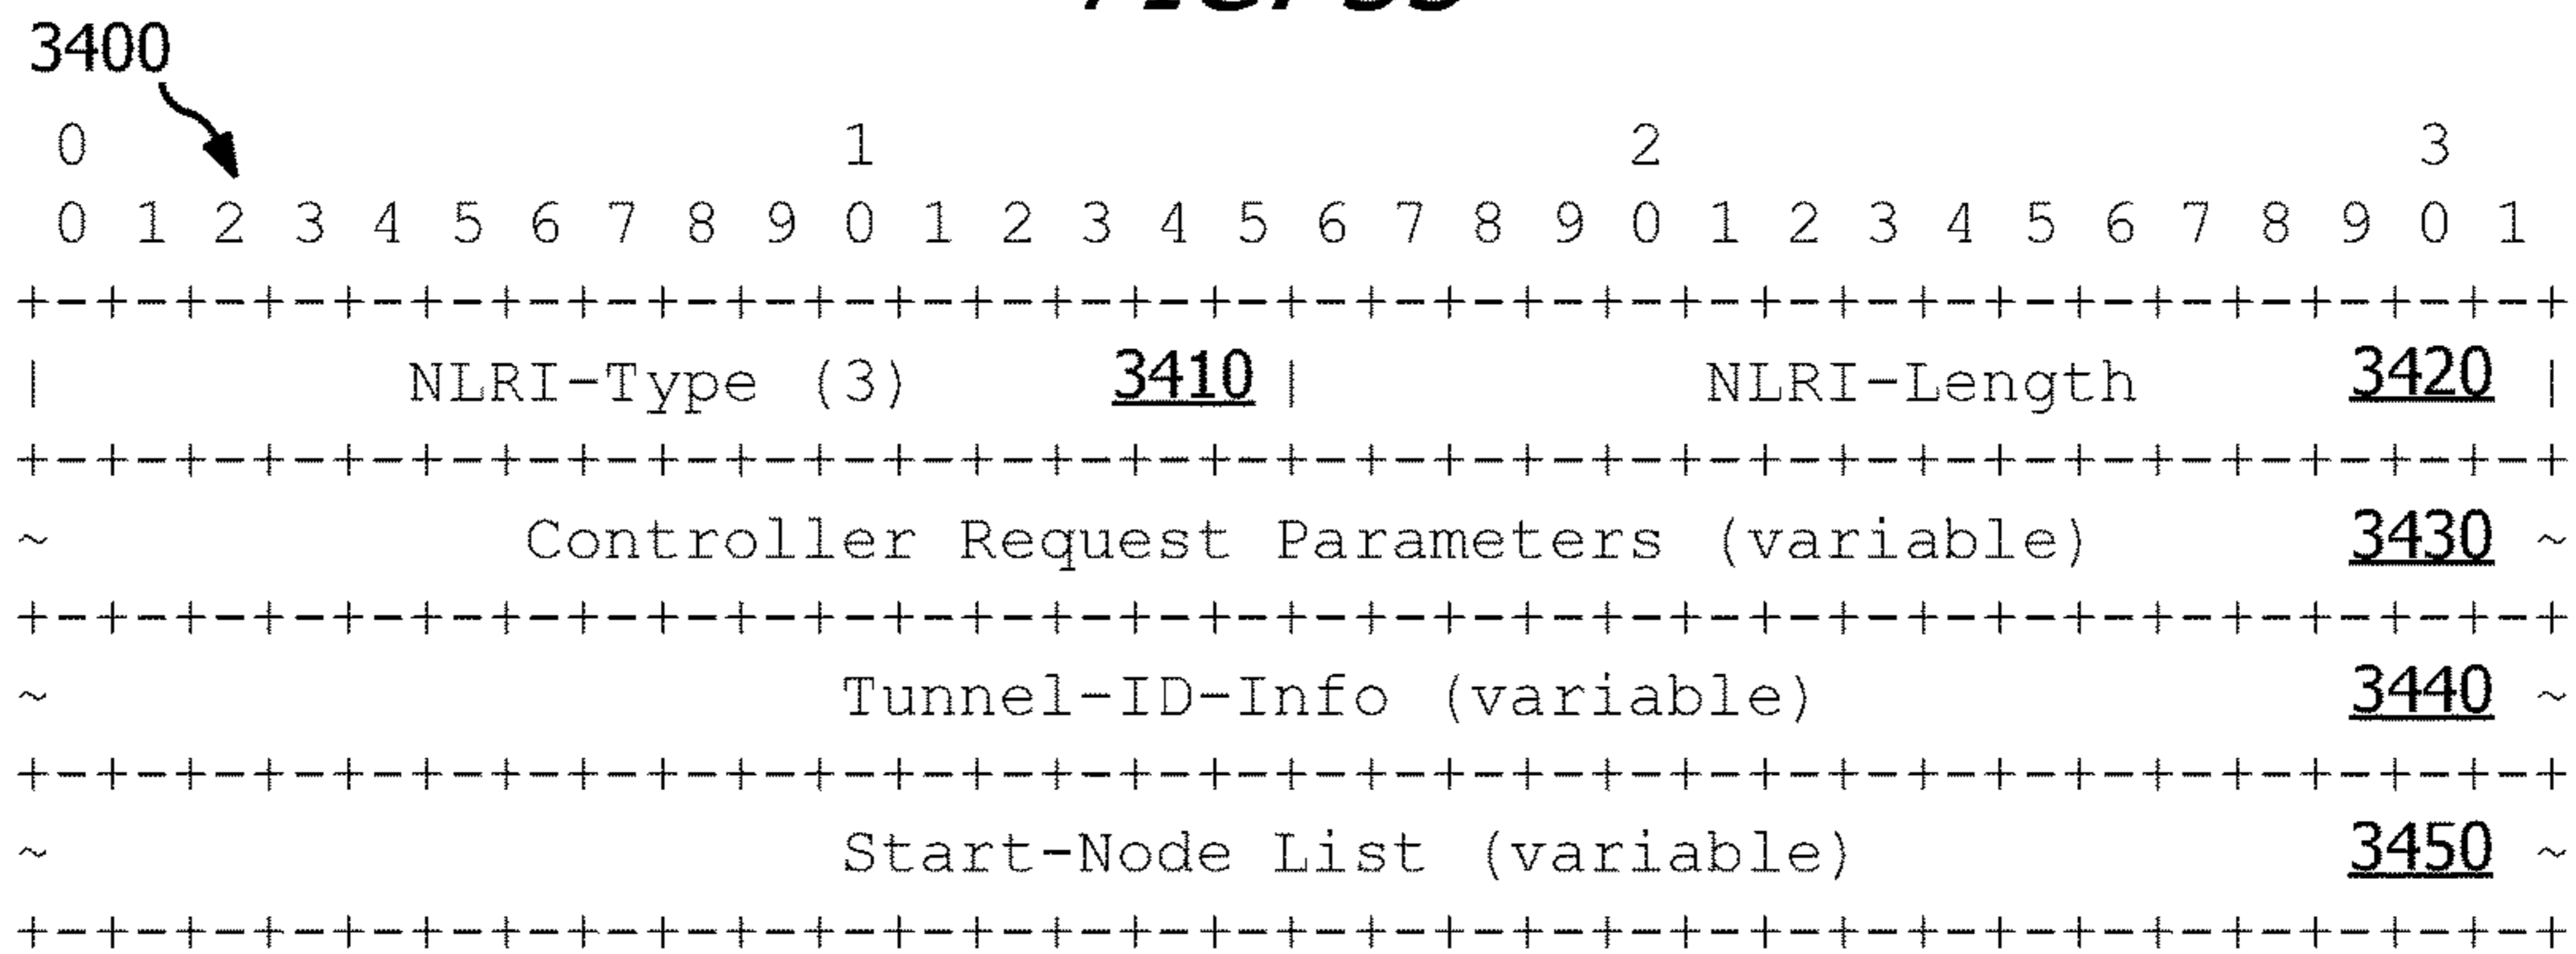 3400
0 1 2 3
0 1 2 3 4 5 6 7 8 9 0 1 2 3 4 5 6 7 8 9 0 1 2 3 4 5 6 7 8 9 0 1
+-+-+-+-+-+-+-+-+-+-+-+-+-+-+-+-+-+-+-+-+-+-+-+-+-+-+-+-+-+-+-+-+
| NLRI-Type (3) 3410 | NLRI-Length 3420 |
+-+-+-+-+-+-+-+-+-+-+-+-+-+-+-+-+-+-+-+-+-+-+-+-+-+-+-+-+-+-+-+-+
~ Controller Request Parameters (variable) 3430 ~
+-+-+-+-+-+-+-+-+-+-+-+-+-+-+-+-+-+-+-+-+-+-+-+-+-+-+-+-+-+-+-+-+
~ Tunnel-ID-Info (variable) 3440 ~
+-+-+-+-+-+-+-+-+-+-+-+-+-+-+-+-+-+-+-+-+-+-+-+-+-+-+-+-+-+-+-+-+
~ Start-Node List (variable) 3450 ~
+-+-+-+-+-+-+-+-+-+-+-+-+-+-+-+-+-+-+-+-+-+-+-+-+-+-+-+-+-+-+-+-+